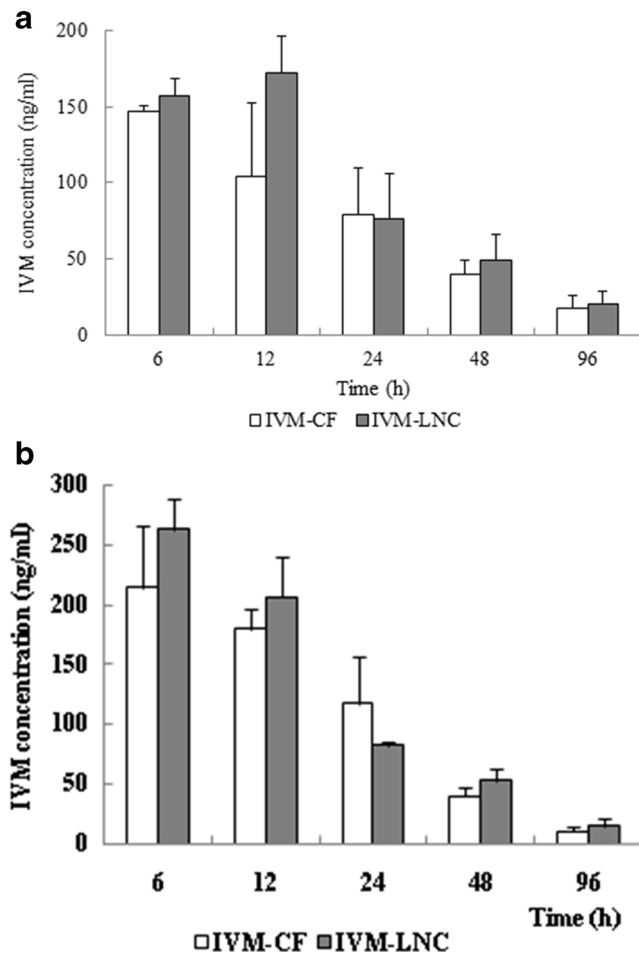 a
IVM concentration (ng/ml)
200
150
100
50
0
6 12 24 48 96
Time (h)
IVM-CF IVM-LNC
b
IVM concentration (ng/ml)
300
250
200
150
100
50
0
6 12 24 48 96
Time (h)
IVM-CF IVM-LNC